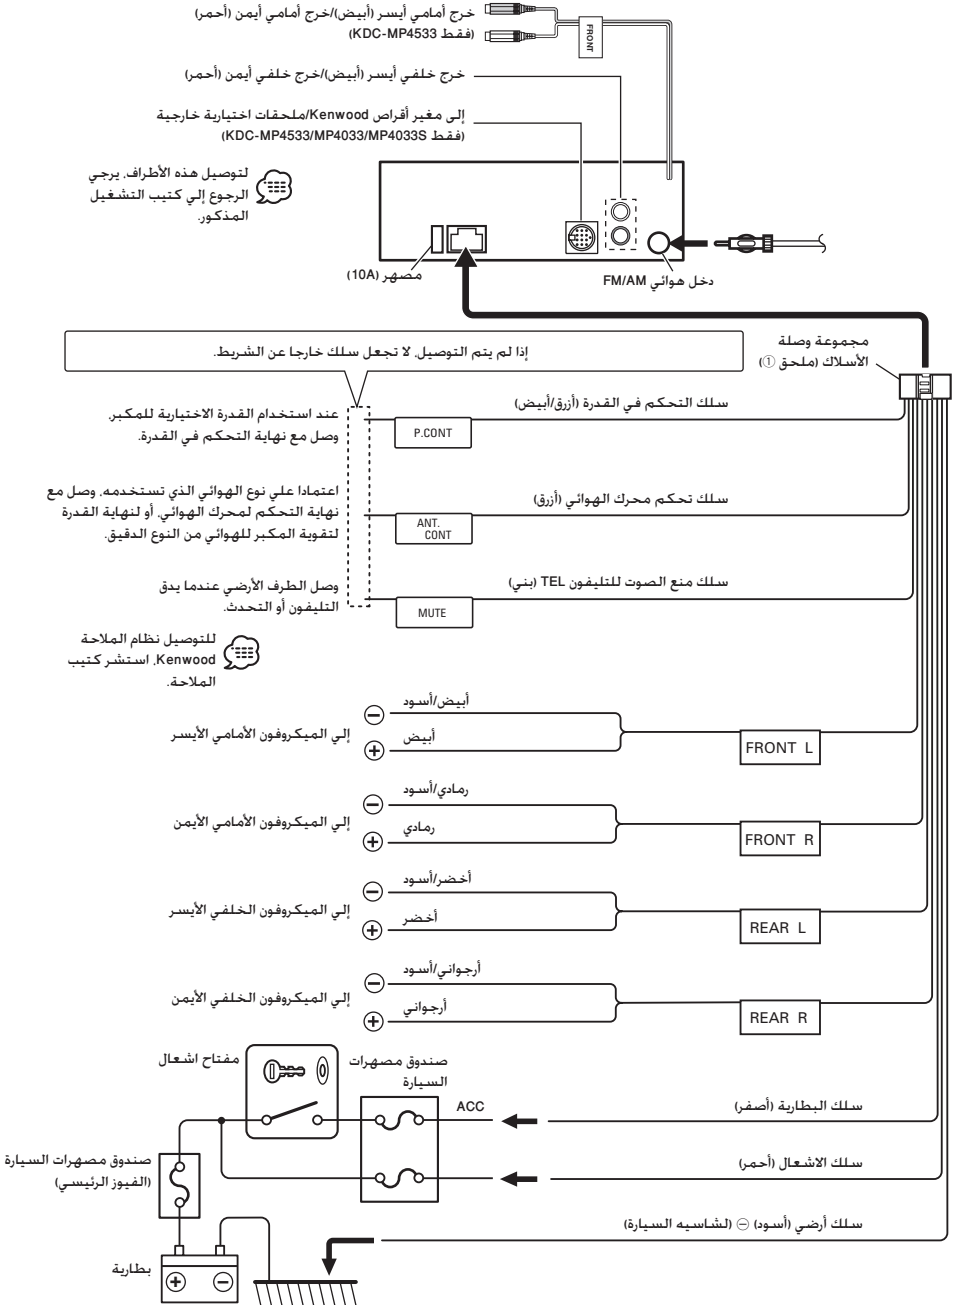 خرج أمامي أيسر (أبيض)/خرج أمامي أيمن (أحمر)
(فقط KDC-MP4533)
FRONT
خرج خلفي أيسر (أبيض)/خرج خلفي أيمن (أحمر)
إلى مغير أقراص Kenwood/ملحقات اختيارية خارجية
(فقط KDC-MP4533/MP4033/MP4033S)
لتوصيل هذه الأطراف، يرجي
الرجوع إلي كتيب التشغيل
المذكور.
مصهر (10A)
دخل هوائي FM/AM
مجموعة وصلة
الأسلاك (ملحق ①)
إذا لم يتم التوصيل، لا تجعل سلك خارجا عن الشريط.
سلك التحكم في القدرة (أزرق/أبيض)
P.CONT
عند استخدام القدرة الاختيارية للمكبر،
وصل مع نهاية التحكم في القدرة.
سلك تحكم محرك الهوائي (أزرق)
ANT.
CONT
اعتمادا علي نوع الهوائي الذي تستخدمه، وصل مع
نهاية التحكم لمحرك الهوائي، أو لنهاية القدرة
لتقوية المكبر للهوائي من النوع الدقيق.
سلك منع الصوت للتليفون TEL (بني)
MUTE
وصل الطرف الأرضي عندما يدق
التليفون أو التحدث.
للتوصيل نظام الملاحة
Kenwood، استشر كتيب
الملاحة.
أبيض/أسود
⊖
أبيض
⊕
إلي الميكروفون الأمامي الأيسر
FRONT L
رمادي/أسود
⊖
رمادي
⊕
إلي الميكروفون الأمامي الأيمن
FRONT R
أخضر/أسود
⊖
أخضر
⊕
إلي الميكروفون الخلفي الأيسر
REAR L
أرجواني/أسود
⊖
أرجواني
⊕
إلي الميكروفون الخلفي الأيمن
REAR R
مفتاح اشعال
صندوق مصهرات
السيارة
ACC
سلك البطارية (أصفر)
سلك الاشعال (أحمر)
صندوق مصهرات السيارة
(الفيوز الرئيسي)
سلك أرضي (أسود) ⊖ (لشاسيه السيارة)
بطارية
⊕ ⊖